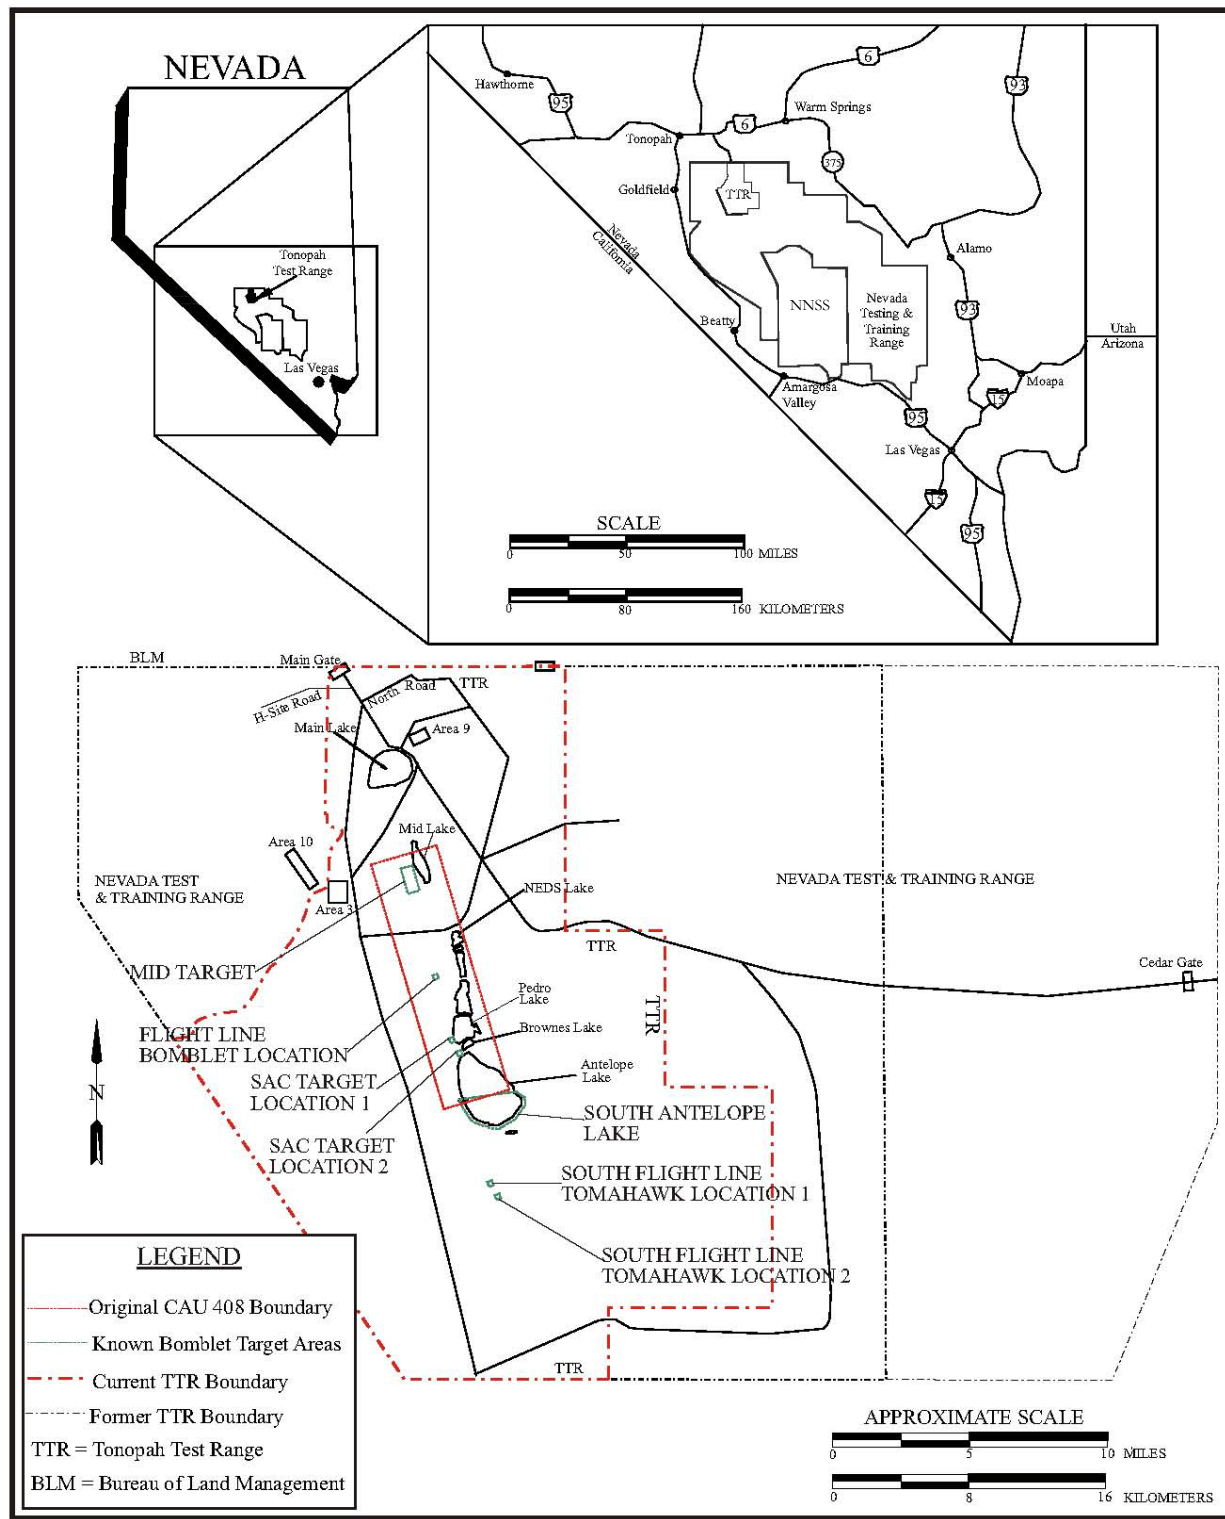 NEVADA
Tonopah
Test Range
Las Vegas
Hawthorne
95
6
93
Warm Springs
Tonopah
6
375
Goldfield
TTR
Nevada
California
Alamo
NNSS
Nevada
Testing &
Training
Range
93
Beatty
Utah
Arizona
Amargosa
Valley
Moapa
15
95
Las Vegas
15
95
SCALE
0 50 100 MILES
0 80 160 KILOMETERS
BLM
Main Gate
TTR
H-Site Road
North Road
Main Lake
Area 9
Mid Lake
Area 10
NEVADA TEST
& TRAINING RANGE
Area 3
NEDS Lake
NEVADA TEST & TRAINING RANGE
TTR
MID TARGET
Cedar Gate
Pedro
Lake
TTR
FLIGHT LINE
BOMBLET LOCATION
Brownes Lake
SAC TARGET
LOCATION 1
Antelope
Lake
N
SOUTH ANTELOPE
LAKE
SAC TARGET
LOCATION 2
SOUTH FLIGHT LINE
TOMAHAWK LOCATION 1
SOUTH FLIGHT LINE
TOMAHAWK LOCATION 2
TTR
LEGEND
Original CAU 408 Boundary
Known Bomblet Target Areas
Current TTR Boundary
Former TTR Boundary
TTR = Tonopah Test Range
BLM = Bureau of Land Management
APPROXIMATE SCALE
0 5 10 MILES
0 8 16 KILOMETERS